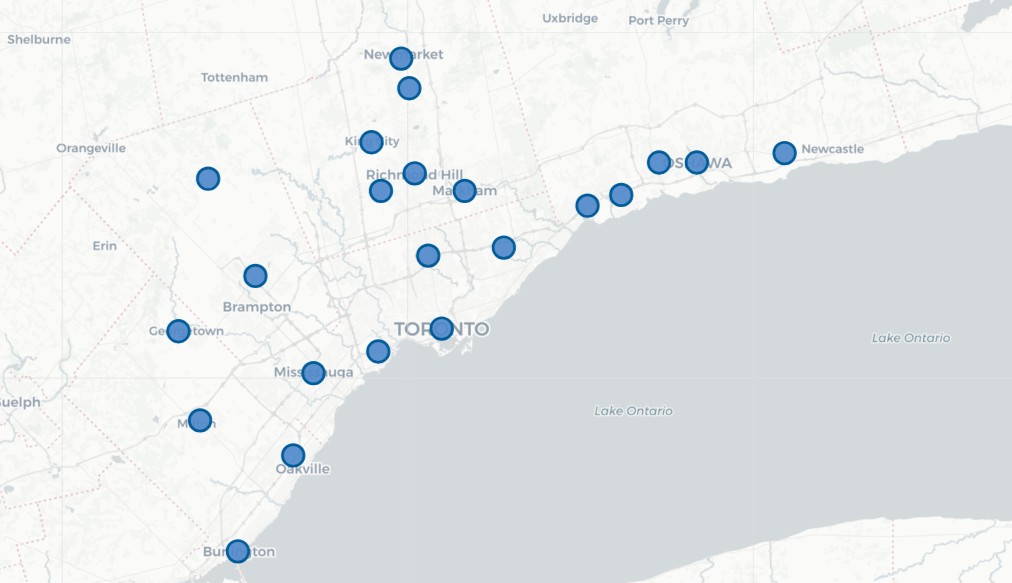 Uxbridge
Port Perry
Shelburne
Newmarket
Tottenham
King City
Orangeville
Newcastle
OSHAWA
Richmond Hill
Markham
Erin
Brampton
Georgetown
TORONTO
Lake Ontario
Mississauga
Guelph
Lake Ontario
Milton
Oakville
Burlington